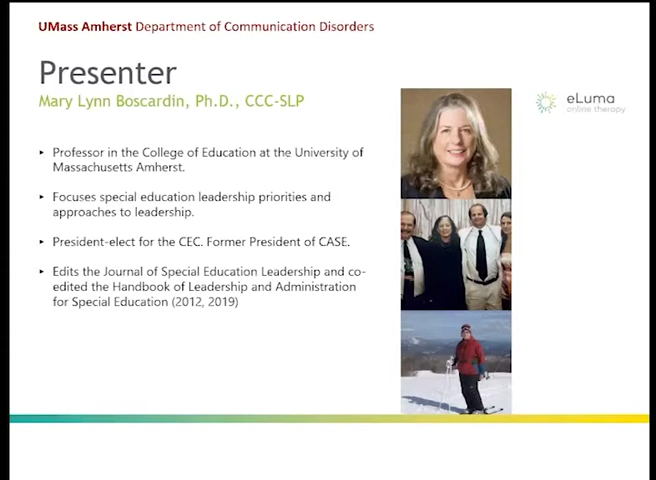 UMass Amherst Department of Communication Disorders
Presenter
Mary Lynn Boscardin, Ph.D., CCC-SLP
eLuma
online therapy
‣ Professor in the College of Education at the University of
Massachusetts Amherst.
‣ Focuses special education leadership priorities and
approaches to leadership.
‣ President-elect for the CEC. Former President of CASE.
‣ Edits the Journal of Special Education Leadership and co-
edited the Handbook of Leadership and Administration
for Special Education (2012, 2019)